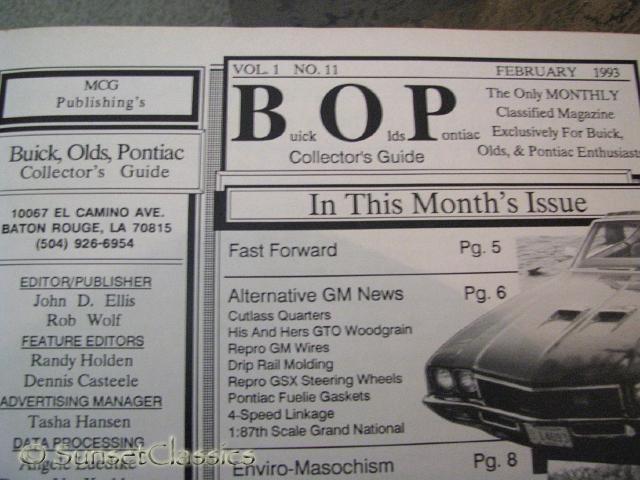 MCG
Publishing's
Buick, Olds, Pontiac
Collector's Guide
10067 EL CAMINO AVE.
BATON ROUGE, LA 70815
(504) 926-6954
EDITOR/PUBLISHER
John D. Ellis
Rob Wolf
FEATURE EDITORS
Randy Holden
Dennis Casteele
ADVERTISING MANAGER
Tasha Hansen
DATA PROCESSING
Angele
© SunsetClassics
VOL. 1 NO. 11 FEBRUARY 1993
Buick Olds Pontiac
Collector's Guide
The Only MONTHLY
Classified Magazine
Exclusively For Buick,
Olds, & Pontiac Enthusiasts
In This Month's Issue
Fast Forward Pg. 5
Alternative GM News Pg. 6
Cutlass Quarters
His And Hers GTO Woodgrain
Repro GM Wires
Drip Rail Molding
Repro GSX Steering Wheels
Pontiac Fuelie Gaskets
4-Speed Linkage
1:87th Scale Grand National
Enviro-Masochism Pg. 8